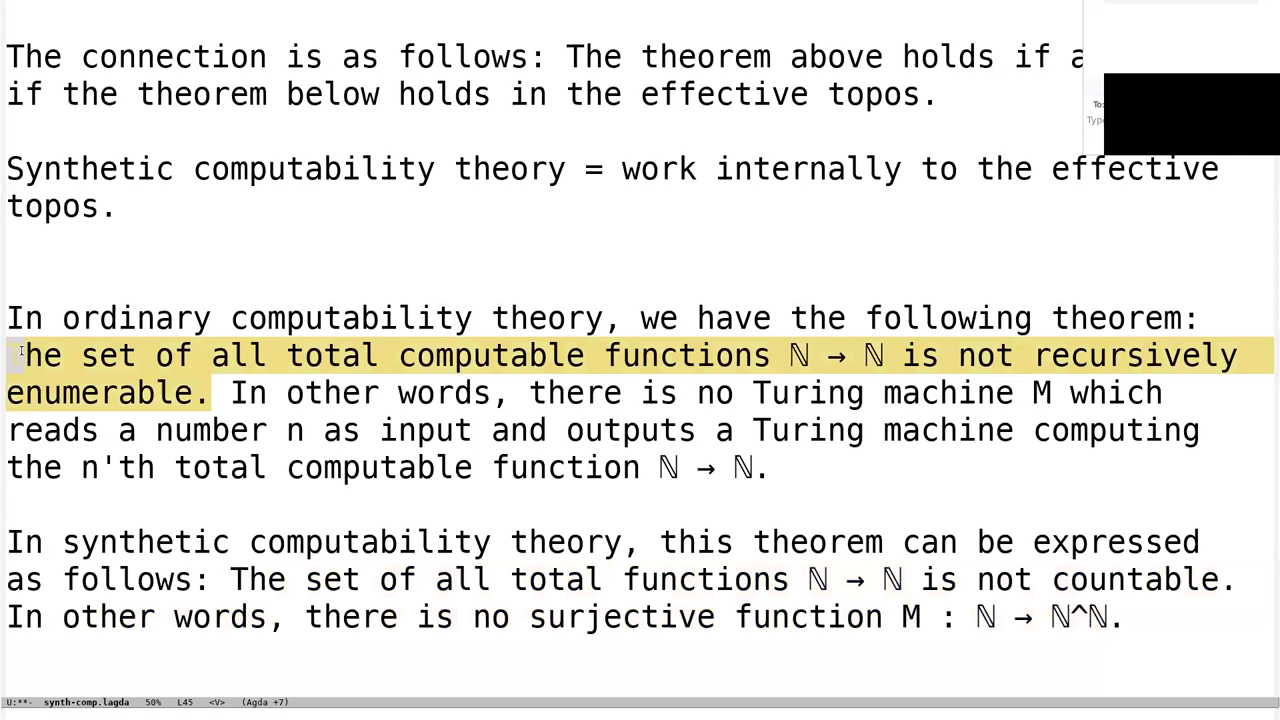 The connection is as follows: The theorem above holds if a
if the theorem below holds in the effective topos.
To:
Type
Synthetic computability theory = work internally to the effective
topos.
In ordinary computability theory, we have the following theorem:
The set of all total computable functions ℕ → ℕ is not recursively
enumerable. In other words, there is no Turing machine M which
reads a number n as input and outputs a Turing machine computing
the n'th total computable function ℕ → ℕ.
In synthetic computability theory, this theorem can be expressed
as follows: The set of all total functions ℕ → ℕ is not countable.
In other words, there is no surjective function M : ℕ → ℕ^ℕ.
U:**- synth-comp.lagda 50% L45 <V> (Agda +7)